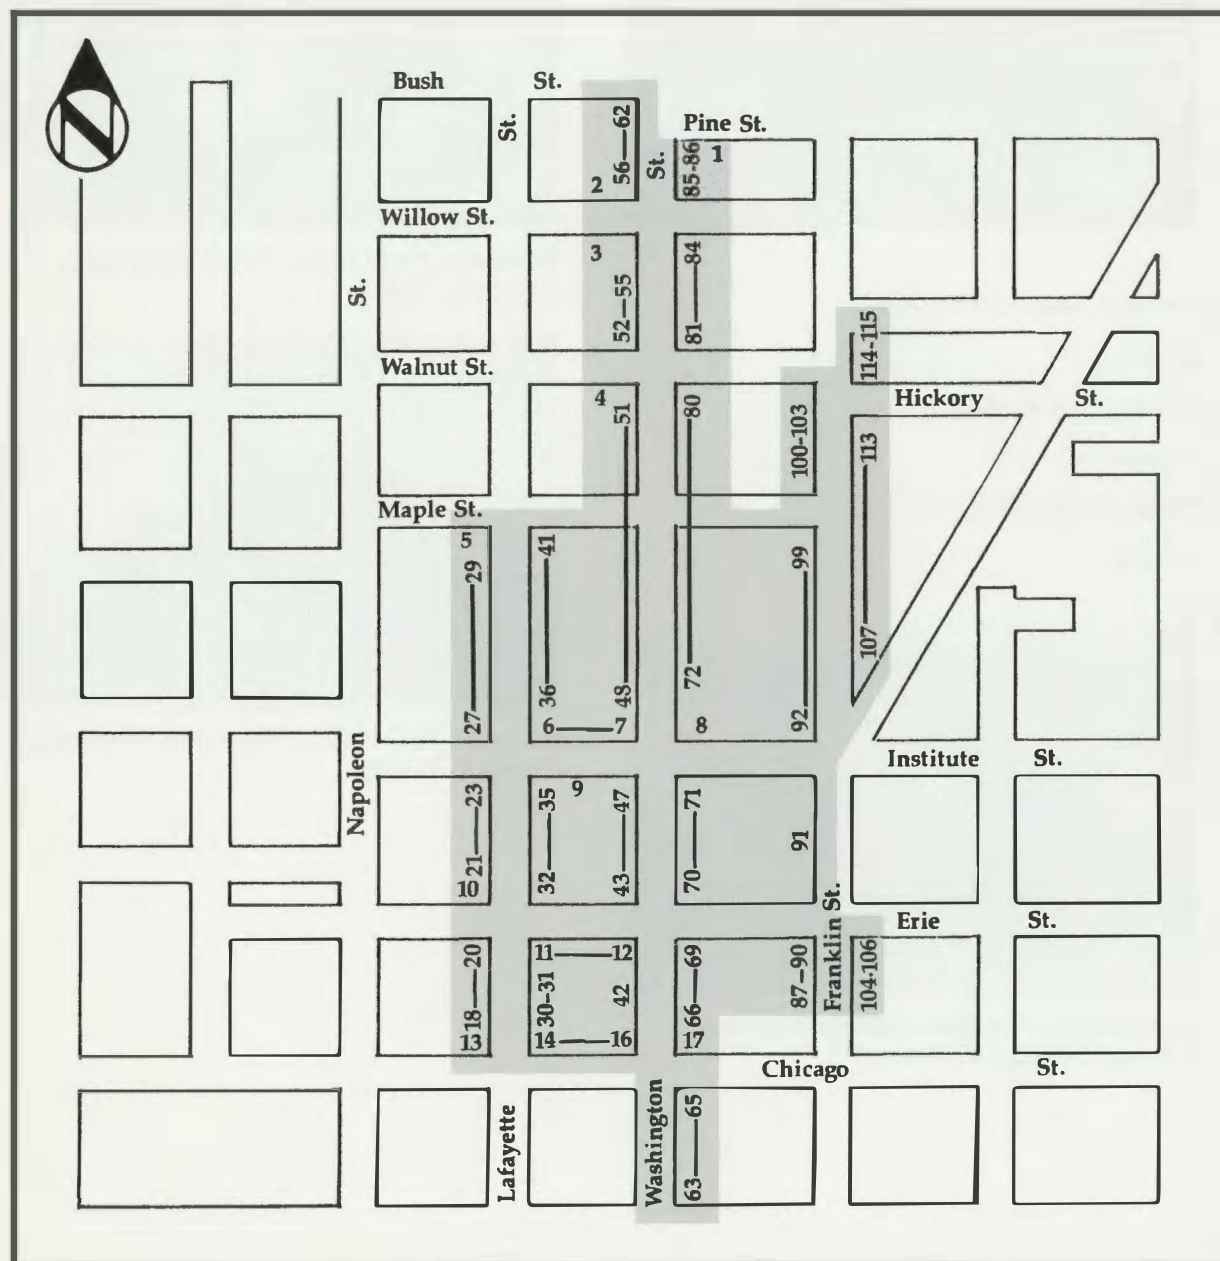 Bush St.
St.
56—62
2
Pine St.
St.
85-86
1
Willow St.
3
52—55
81—84
St.
114-115
Walnut St.
4
51
80
100-103
Hickory St.
113
Maple St.
5
29
41
99
107
27
36
48
72
92
6—7
8
Napoleon
Institute St.
21—23
10
32—35
9
43—47
70—71
91
Franklin St.
Erie St.
18—20
13
11—12
30-31
42
14—16
66—69
17
87-90
104-106
Chicago St.
Lafayette
Washington
63—65